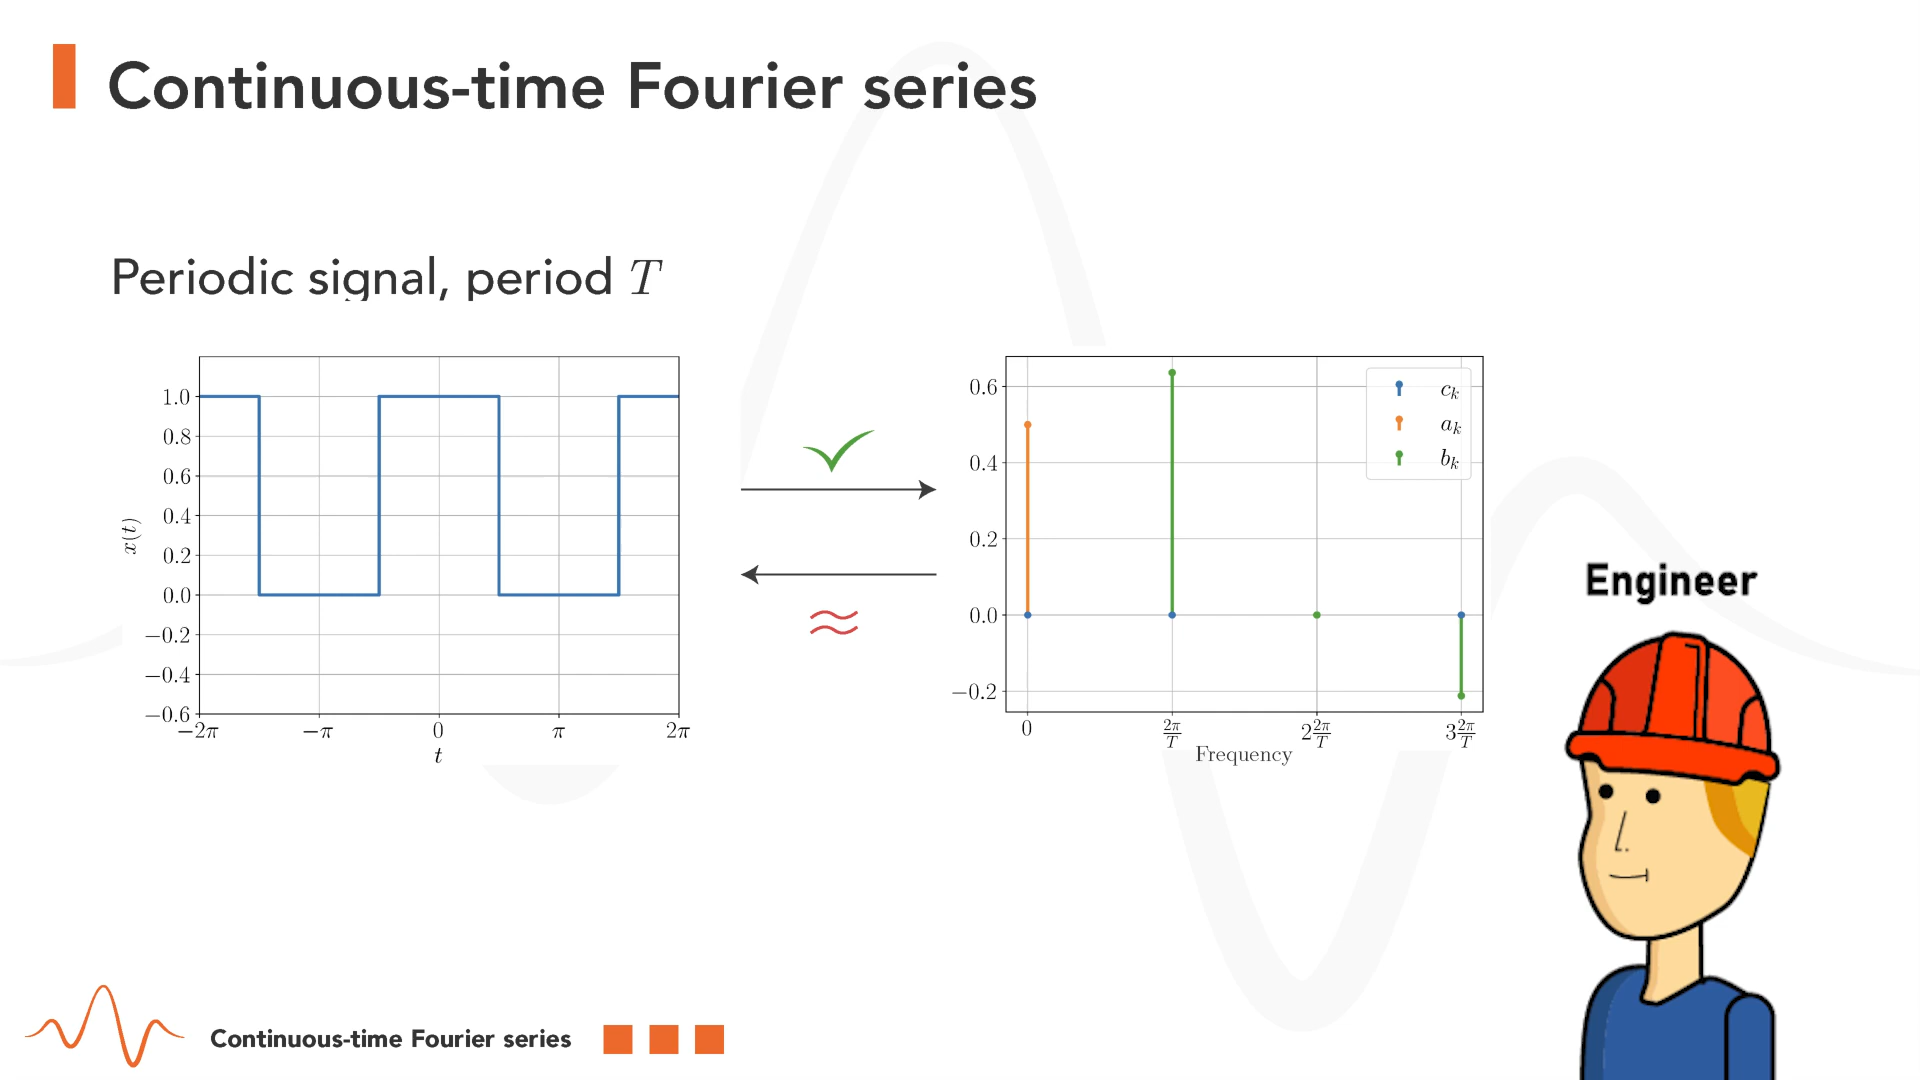 Continuous-time Fourier series
Periodic signal, period T
1.0
0.8
0.6
0.4
0.2
0.0
−0.2
−0.4
−0.6
x(t)
−2π −π 0 π 2π
t
≈
0.6
0.4
0.2
0.0
−0.2
c_k
a_k
b_k
0 2π/T 2 2π/T 3 2π/T
Frequency
Engineer
Continuous-time Fourier series